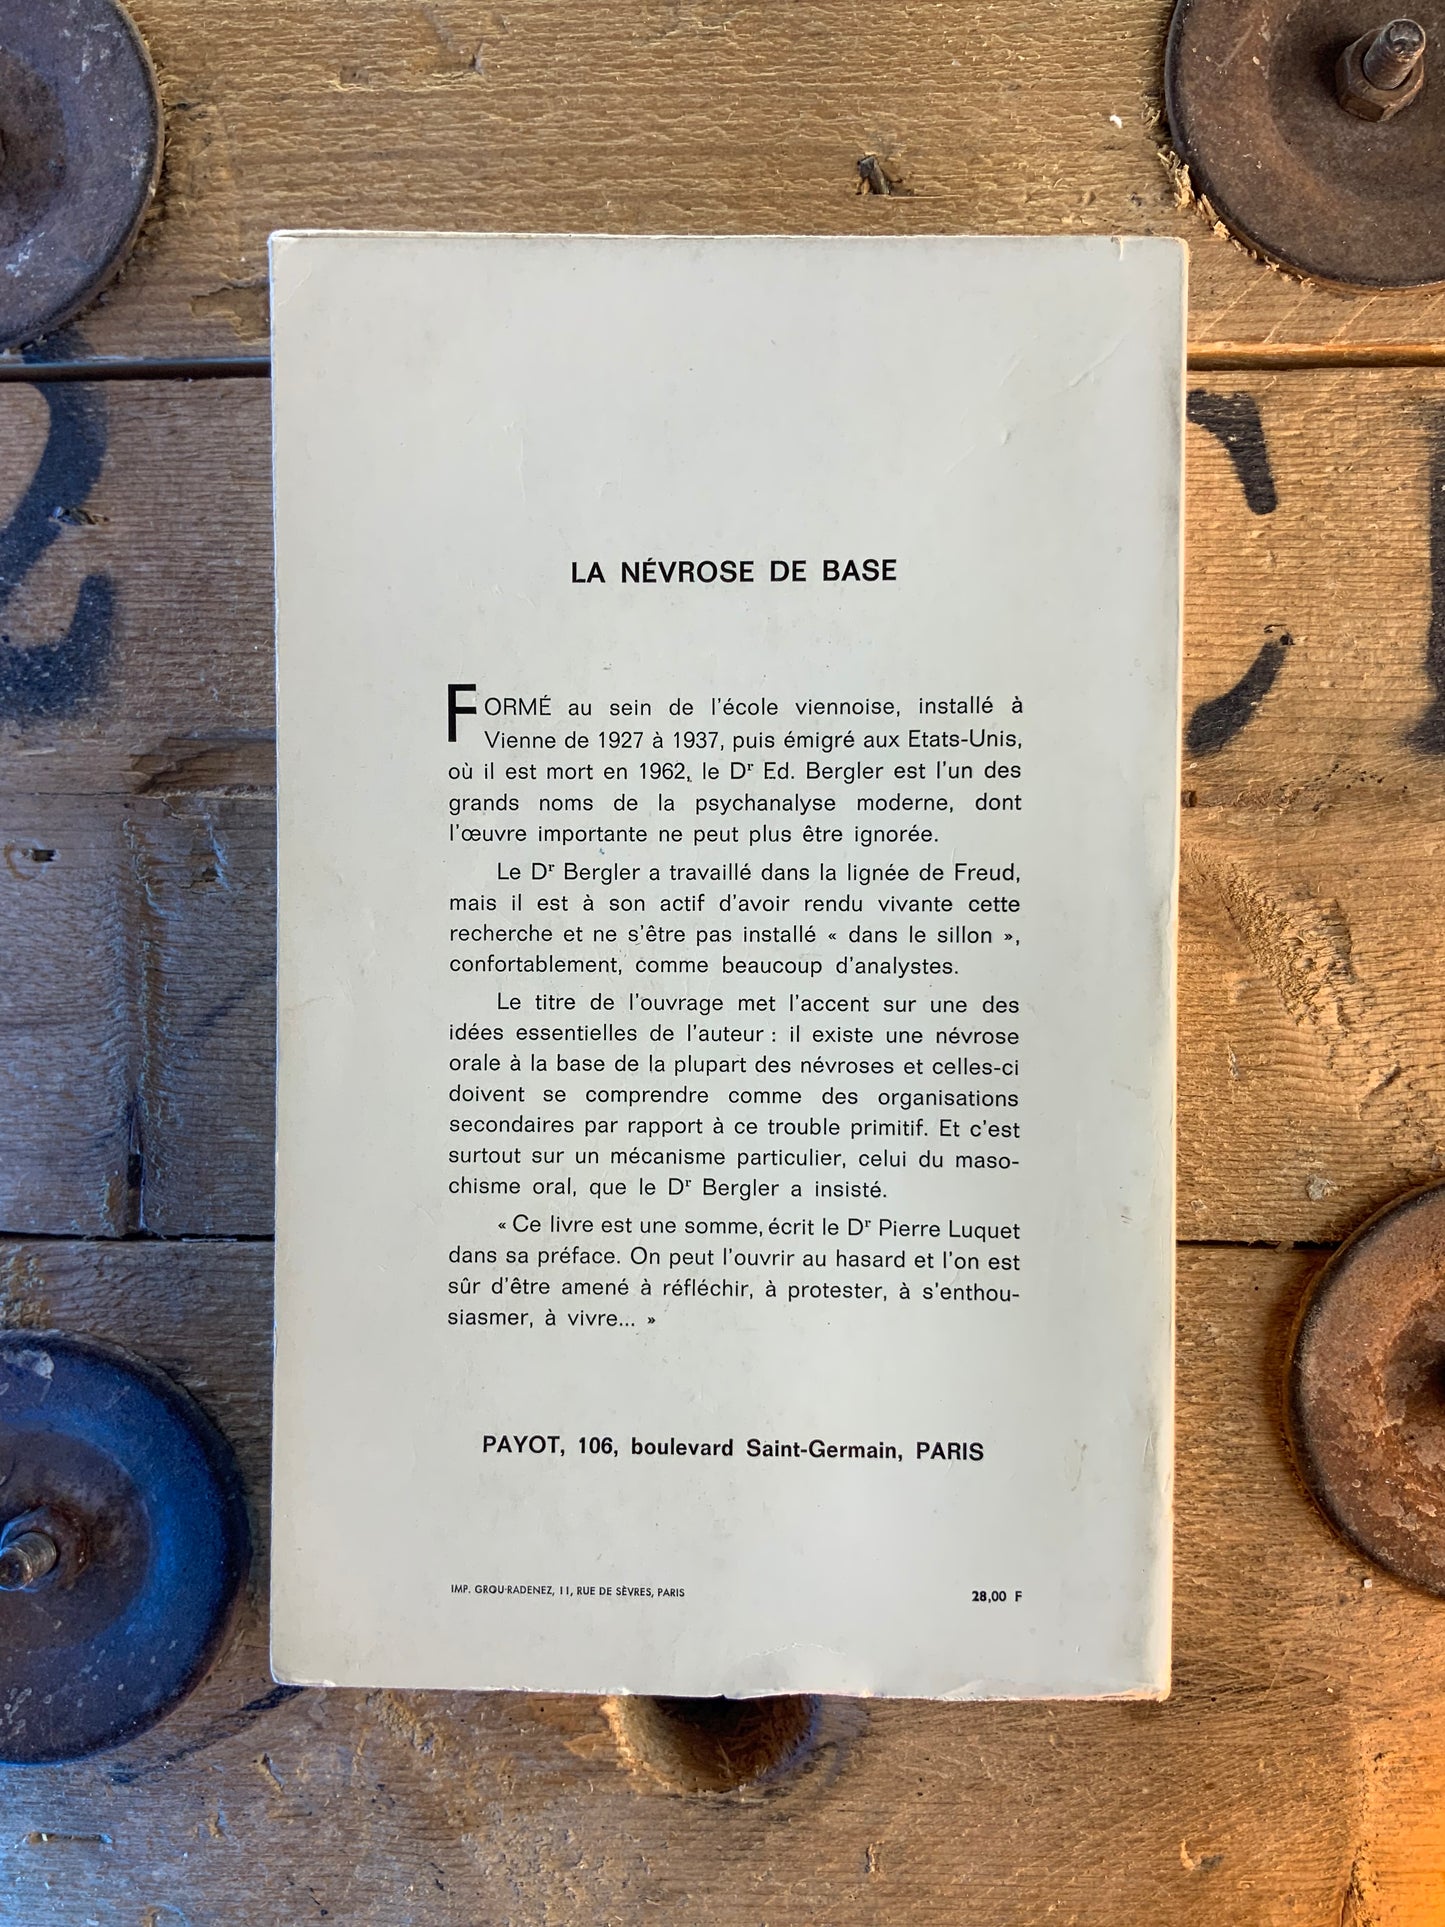 LA NÉVROSE DE BASE
FORMÉ au sein de l'école viennoise, installé à
Vienne de 1927 à 1937, puis émigré aux Etats-Unis,
où il est mort en 1962, le Dr Ed. Bergler est l'un des
grands noms de la psychanalyse moderne, dont
l'œuvre importante ne peut plus être ignorée.
Le Dr Bergler a travaillé dans la lignée de Freud,
mais il est à son actif d'avoir rendu vivante cette
recherche et ne s'être pas installé « dans le sillon »,
confortablement, comme beaucoup d'analystes.
Le titre de l'ouvrage met l'accent sur une des
idées essentielles de l'auteur : il existe une névrose
orale à la base de la plupart des névroses et celles-ci
doivent se comprendre comme des organisations
secondaires par rapport à ce trouble primitif. Et c'est
surtout sur un mécanisme particulier, celui du maso-
chisme oral, que le Dr Bergler a insisté.
« Ce livre est une somme, écrit le Dr Pierre Luquet
dans sa préface. On peut l'ouvrir au hasard et l'on est
sûr d'être amené à réfléchir, à protester, à s'enthou-
siasmer, à vivre... »
PAYOT, 106, boulevard Saint-Germain, PARIS
IMP. GROU-RADENEZ, 11, RUE DE SÈVRES, PARIS
28,00 F